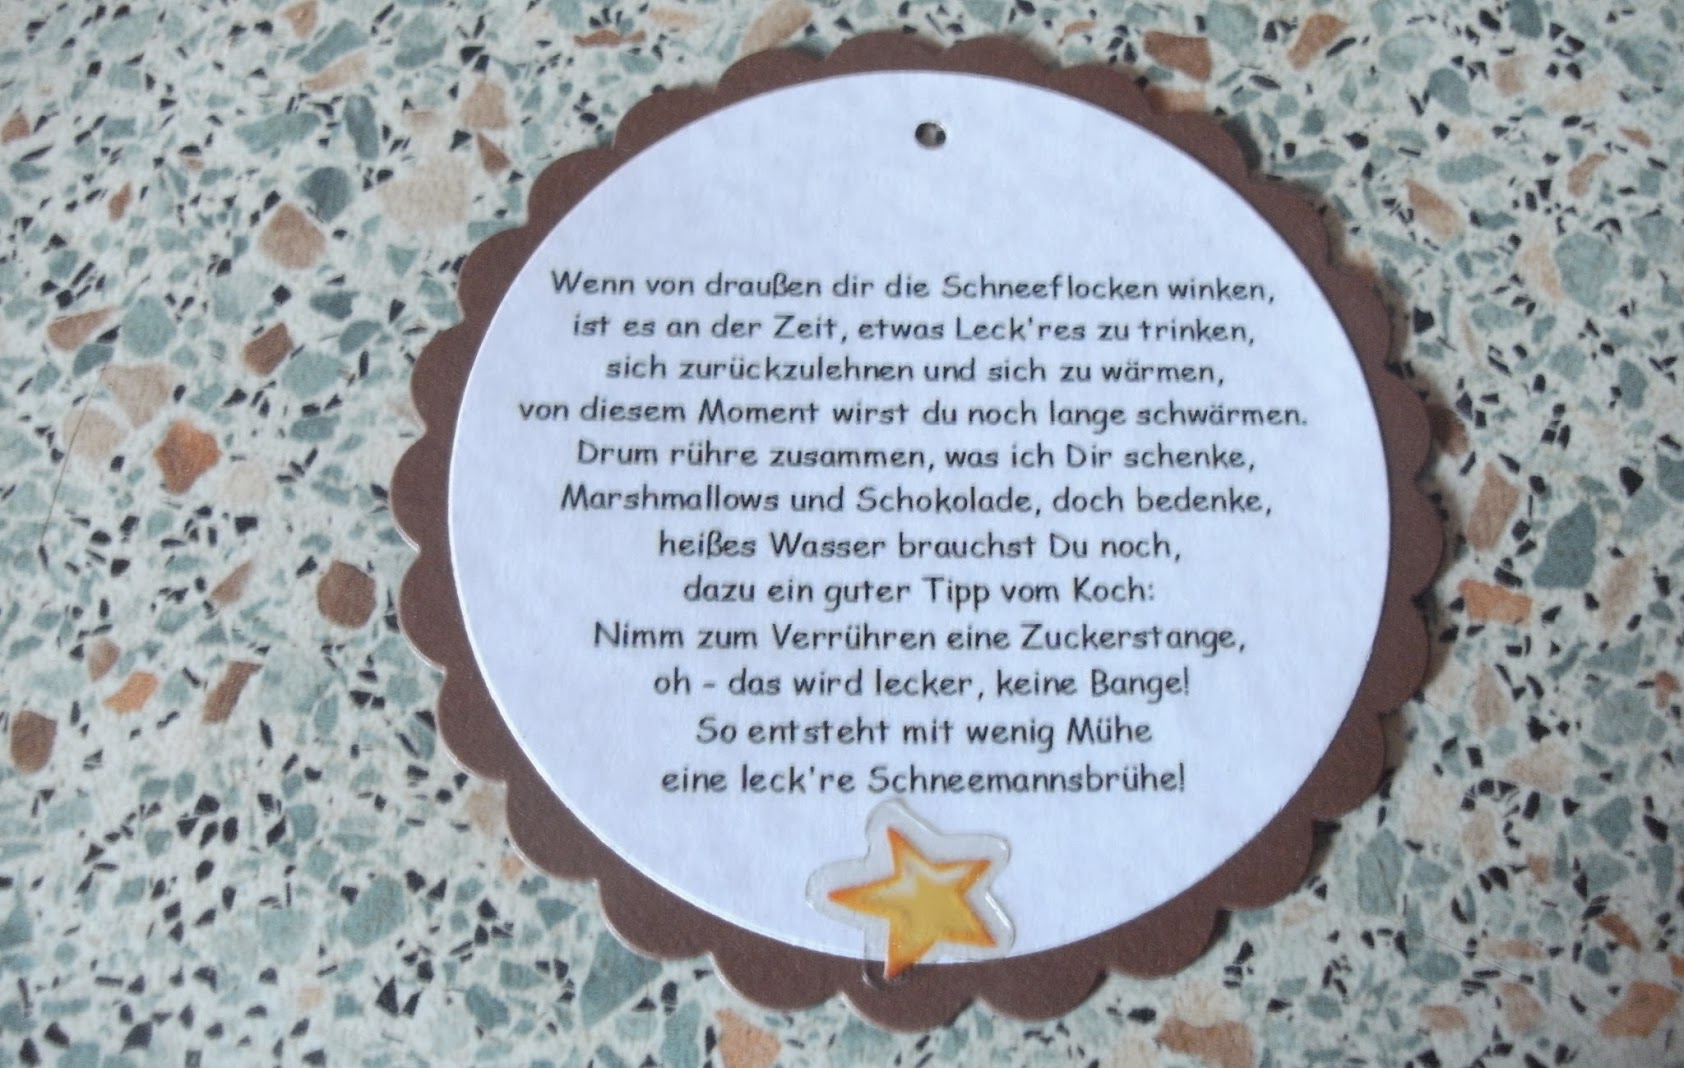 Wenn von draußen dir die Schneeflocken winken,
ist es an der Zeit, etwas Leck'res zu trinken,
sich zurückzulehnen und sich zu wärmen,
von diesem Moment wirst du noch lange schwärmen.
Drum rühre zusammen, was ich Dir schenke,
Marshmallows und Schokolade, doch bedenke,
heißes Wasser brauchst Du noch,
dazu ein guter Tipp vom Koch:
Nimm zum Verrühren eine Zuckerstange,
oh - das wird lecker, keine Bange!
So entsteht mit wenig Mühe
eine leck're Schneemannsbrühe!